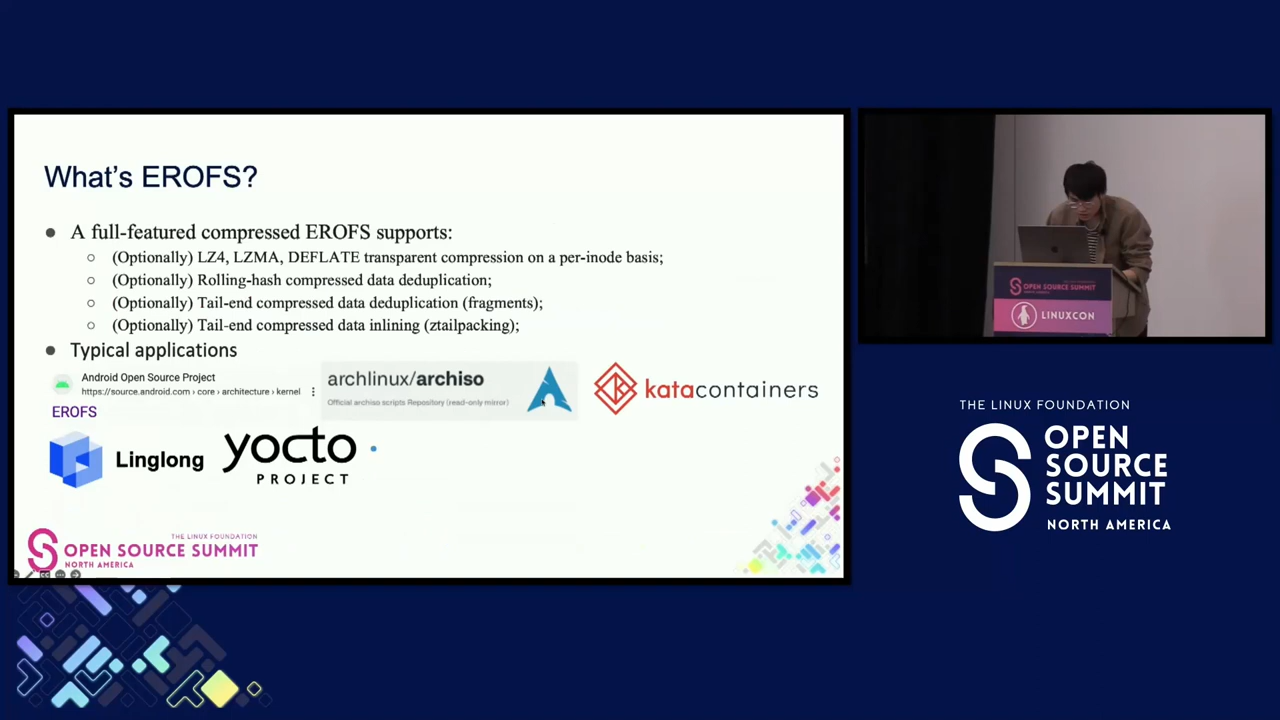 What's EROFS?
● A full-featured compressed EROFS supports:
○ (Optionally) LZ4, LZMA, DEFLATE transparent compression on a per-inode basis;
○ (Optionally) Rolling-hash compressed data deduplication;
○ (Optionally) Tail-end compressed data deduplication (fragments);
○ (Optionally) Tail-end compressed data inlining (ztailpacking);
● Typical applications
Android Open Source Project
https://source.android.com › core › architecture › kernel
EROFS
archlinux/archiso
Official archiso scripts Repository (read-only mirror)
katacontainers
Linglong
yocto
PROJECT
THE LINUX FOUNDATION
OPEN SOURCE SUMMIT
NORTH AMERICA
OPEN SOURCE SUMMIT
LINUXCON
THE LINUX FOUNDATION
OPEN
SOURCE
SUMMIT
NORTH AMERICA